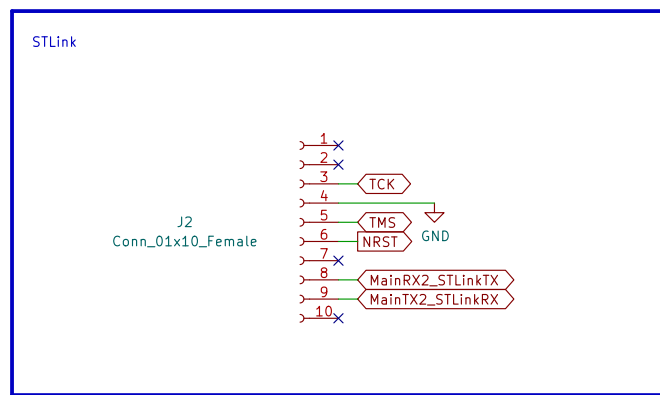 STLink
1
2
3 TCK
4
5 TMS
J2
GND
Conn_01x10_Female
6 NRST
7
8 MainRX2_STLinkTX
9 MainTX2_STLinkRX
10